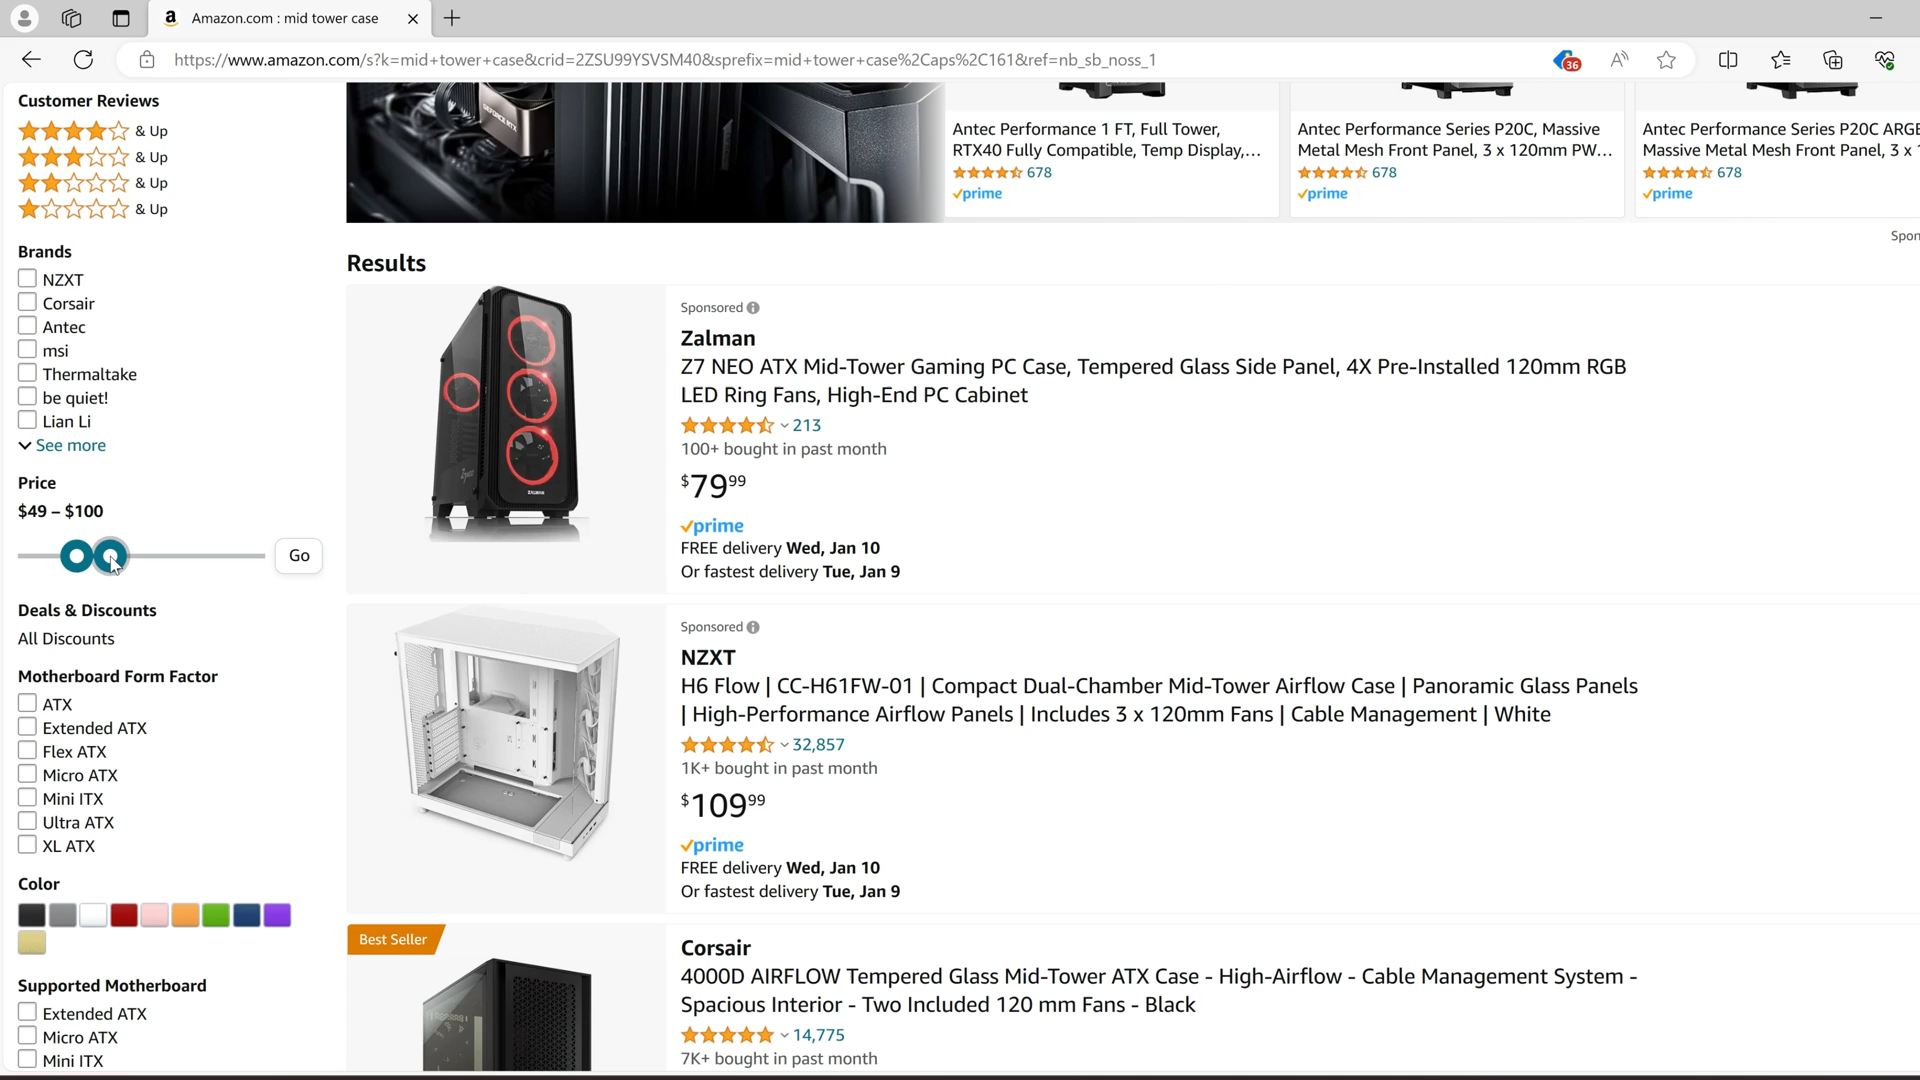 Amazon.com : mid tower case
https://www.amazon.com/s?k=mid+tower+case&crid=2ZSU99YSVSM40&sprefix=mid+tower+case%2Caps%2C161&ref=nb_sb_noss_1
36
Customer Reviews
& Up
& Up
& Up
& Up
Brands
NZXT
Corsair
Antec
msi
Thermaltake
be quiet!
Lian Li
See more
Price
$49 – $100
Go
Deals & Discounts
All Discounts
Motherboard Form Factor
ATX
Extended ATX
Flex ATX
Micro ATX
Mini ITX
Ultra ATX
XL ATX
Color
Supported Motherboard
Extended ATX
Micro ATX
Mini ITX
GEFORCE RTX
Antec Performance 1 FT, Full Tower,
RTX40 Fully Compatible, Temp Display,...
678
prime
Antec Performance Series P20C, Massive
Metal Mesh Front Panel, 3 x 120mm PW...
678
prime
Antec Performance Series P20C ARGB
Massive Metal Mesh Front Panel, 3 x 1
678
prime
Spon
Results
ZALMAN
Sponsored
Zalman
Z7 NEO ATX Mid-Tower Gaming PC Case, Tempered Glass Side Panel, 4X Pre-Installed 120mm RGB
LED Ring Fans, High-End PC Cabinet
213
100+ bought in past month
$79 99
prime
FREE delivery Wed, Jan 10
Or fastest delivery Tue, Jan 9
Sponsored
NZXT
H6 Flow | CC-H61FW-01 | Compact Dual-Chamber Mid-Tower Airflow Case | Panoramic Glass Panels
| High-Performance Airflow Panels | Includes 3 x 120mm Fans | Cable Management | White
32,857
1K+ bought in past month
$109 99
prime
FREE delivery Wed, Jan 10
Or fastest delivery Tue, Jan 9
Best Seller
Corsair
4000D AIRFLOW Tempered Glass Mid-Tower ATX Case - High-Airflow - Cable Management System -
Spacious Interior - Two Included 120 mm Fans - Black
14,775
7K+ bought in past month